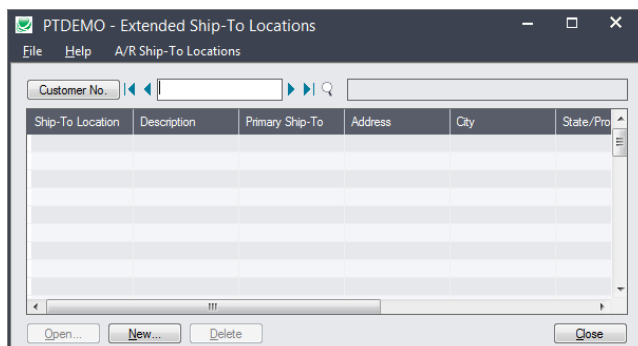 PTDEMO - Extended Ship-To Locations
File Help A/R Ship-To Locations
Customer No.
Ship-To Location Description Primary Ship-To Address City State/Pro
Open... New... Delete Close